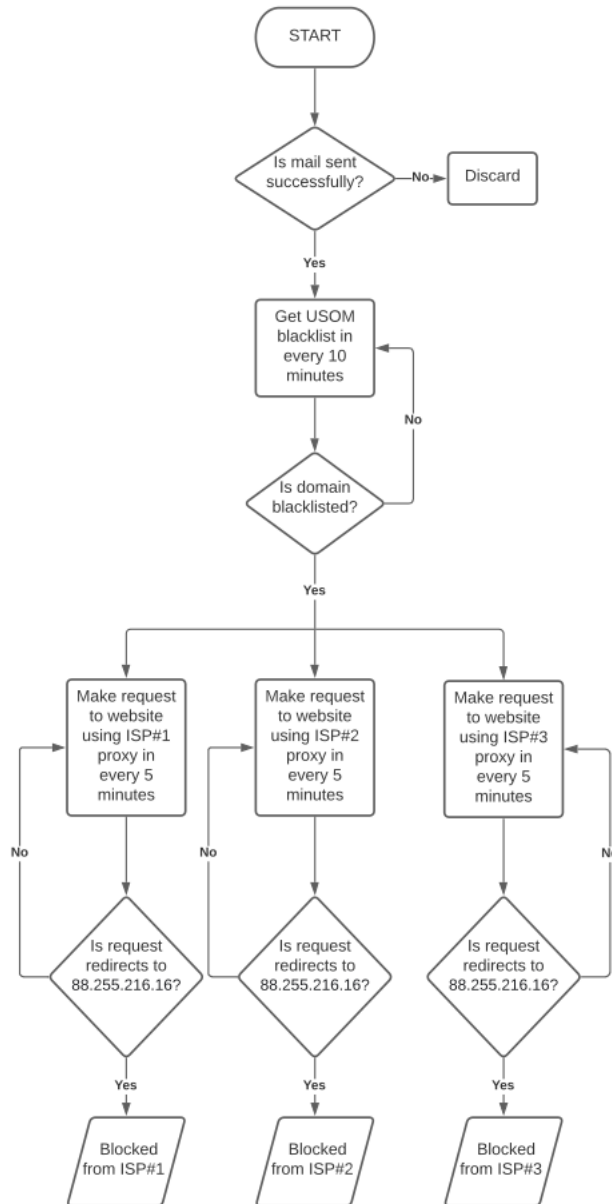 START
Is mail sent
successfully?
No
Discard
Yes
Get USOM
blacklist in
every 10
minutes
No
Is domain
blacklisted?
Yes
Make request
to website
using ISP#1
proxy in
every 5
minutes
Make request
to website
using ISP#2
proxy in
every 5
minutes
Make request
to website
using ISP#3
proxy in
every 5
minutes
No
No
No
Is request
redirects to
88.255.216.16?
Is request
redirects to
88.255.216.16?
Is request
redirects to
88.255.216.16?
Yes
Yes
Yes
Blocked
from ISP#1
Blocked
from ISP#2
Blocked
from ISP#3